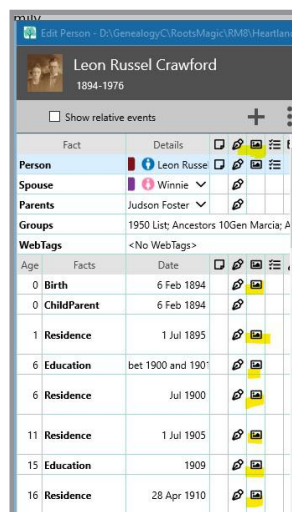 Edit Person - D:\GenealogyC\RootsMagic\RM8\Heartlan
Leon Russel Crawford
1894-1976
Show relative events
Fact Details
Person Leon Russel
Spouse Winnie
Parents Judson Foster
Groups 1950 List; Ancestors 10Gen Marcia; A
WebTags <No WebTags>
Age Facts Date
0 Birth 6 Feb 1894
0 ChildParent 6 Feb 1894
1 Residence 1 Jul 1895
6 Education bet 1900 and 1901
6 Residence Jul 1900
11 Residence 1 Jul 1905
15 Education 1909
16 Residence 28 Apr 1910